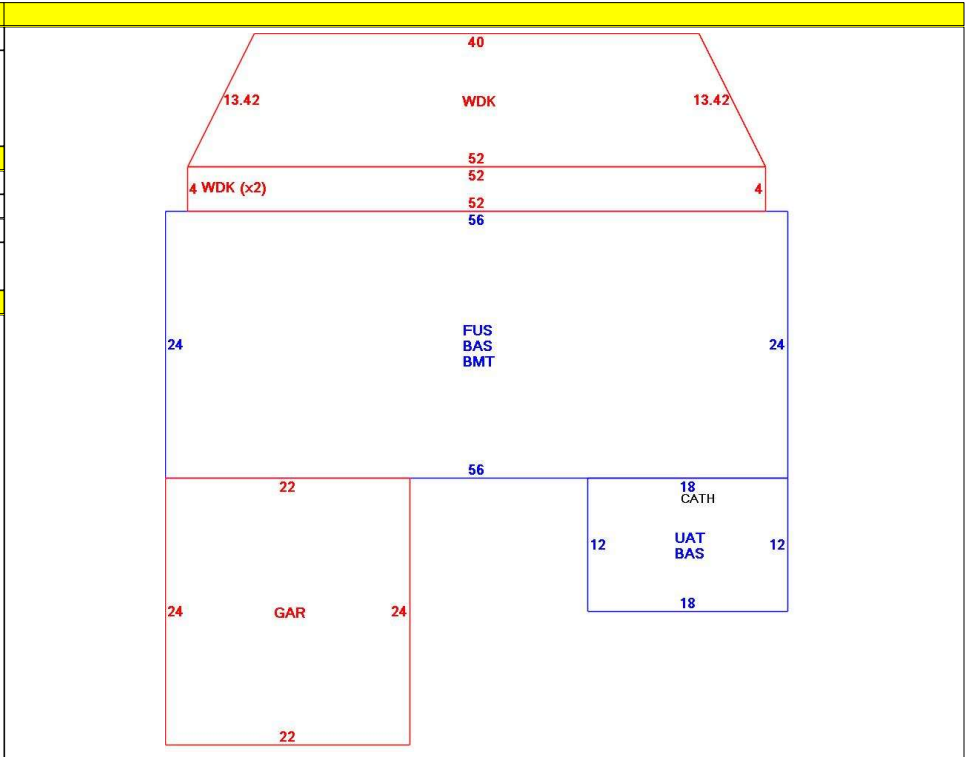 40
13.42 WDK 13.42
52
52
4 WDK (x2) 4
52
56
FUS
24 BAS 24
BMT
56
22
18
CATH
12 UAT 12
BAS
18
24 GAR 24
22